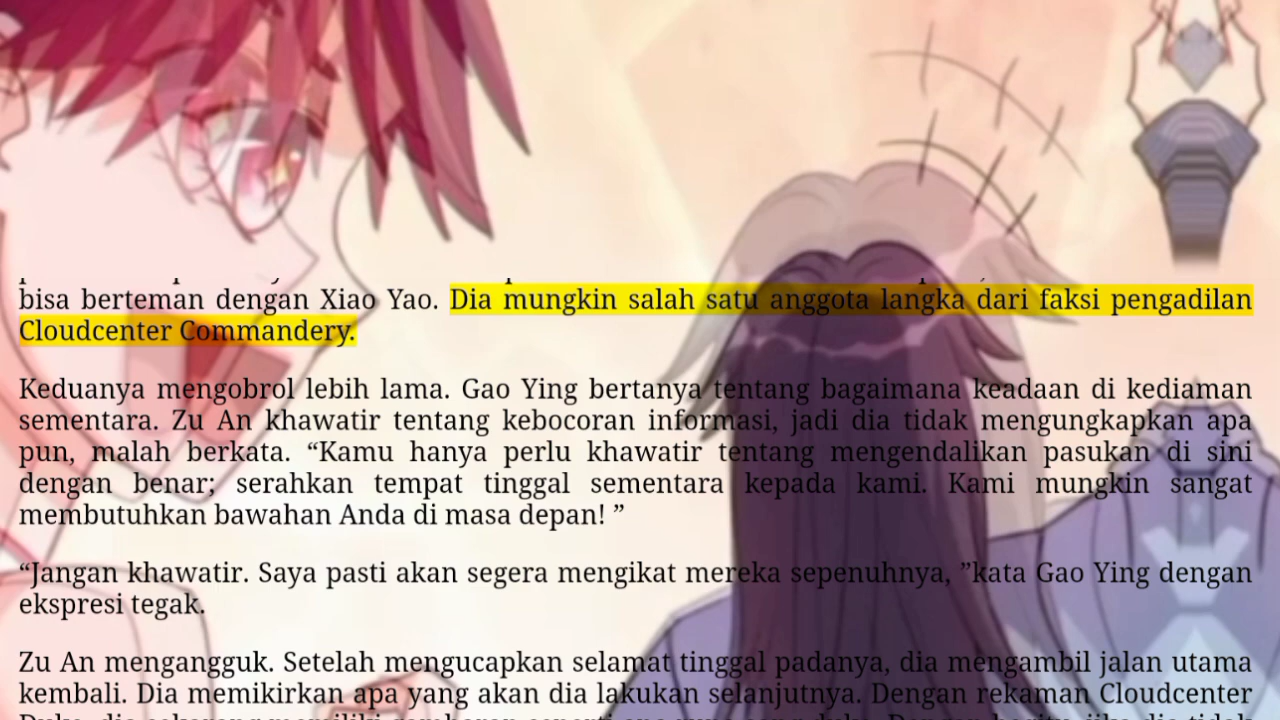 bisa berteman dengan Xiao Yao. Dia mungkin salah satu anggota langka dari faksi pengadilan
Cloudcenter Commandery.
Keduanya mengobrol lebih lama. Gao Ying bertanya tentang bagaimana keadaan di kediaman
sementara. Zu An khawatir tentang kebocoran informasi, jadi dia tidak mengungkapkan apa
pun, malah berkata. “Kamu hanya perlu khawatir tentang mengendalikan pasukan di sini
dengan benar; serahkan tempat tinggal sementara kepada kami. Kami mungkin sangat
membutuhkan bawahan Anda di masa depan! ”
“Jangan khawatir. Saya pasti akan segera mengikat mereka sepenuhnya, ”kata Gao Ying dengan
ekspresi tegak.
Zu An mengangguk. Setelah mengucapkan selamat tinggal padanya, dia mengambil jalan utama
kembali. Dia memikirkan apa yang akan dia lakukan selanjutnya. Dengan rekaman Cloudcenter